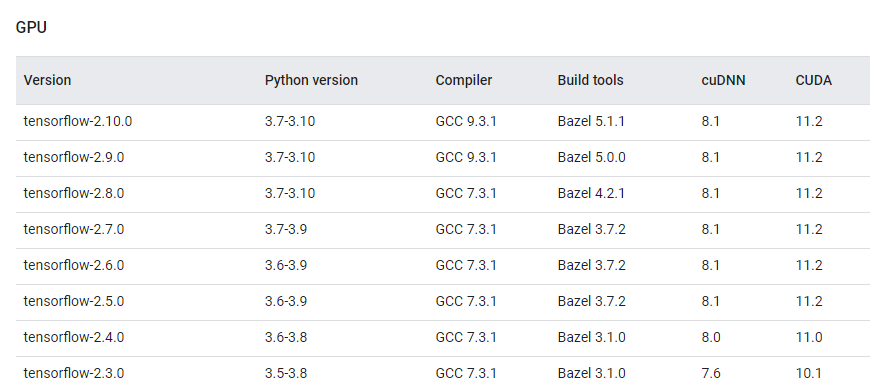 GPU
Version Python version Compiler Build tools cuDNN CUDA
tensorflow-2.10.0 3.7-3.10 GCC 9.3.1 Bazel 5.1.1 8.1 11.2
tensorflow-2.9.0 3.7-3.10 GCC 9.3.1 Bazel 5.0.0 8.1 11.2
tensorflow-2.8.0 3.7-3.10 GCC 7.3.1 Bazel 4.2.1 8.1 11.2
tensorflow-2.7.0 3.7-3.9 GCC 7.3.1 Bazel 3.7.2 8.1 11.2
tensorflow-2.6.0 3.6-3.9 GCC 7.3.1 Bazel 3.7.2 8.1 11.2
tensorflow-2.5.0 3.6-3.9 GCC 7.3.1 Bazel 3.7.2 8.1 11.2
tensorflow-2.4.0 3.6-3.8 GCC 7.3.1 Bazel 3.1.0 8.0 11.0
tensorflow-2.3.0 3.5-3.8 GCC 7.3.1 Bazel 3.1.0 7.6 10.1